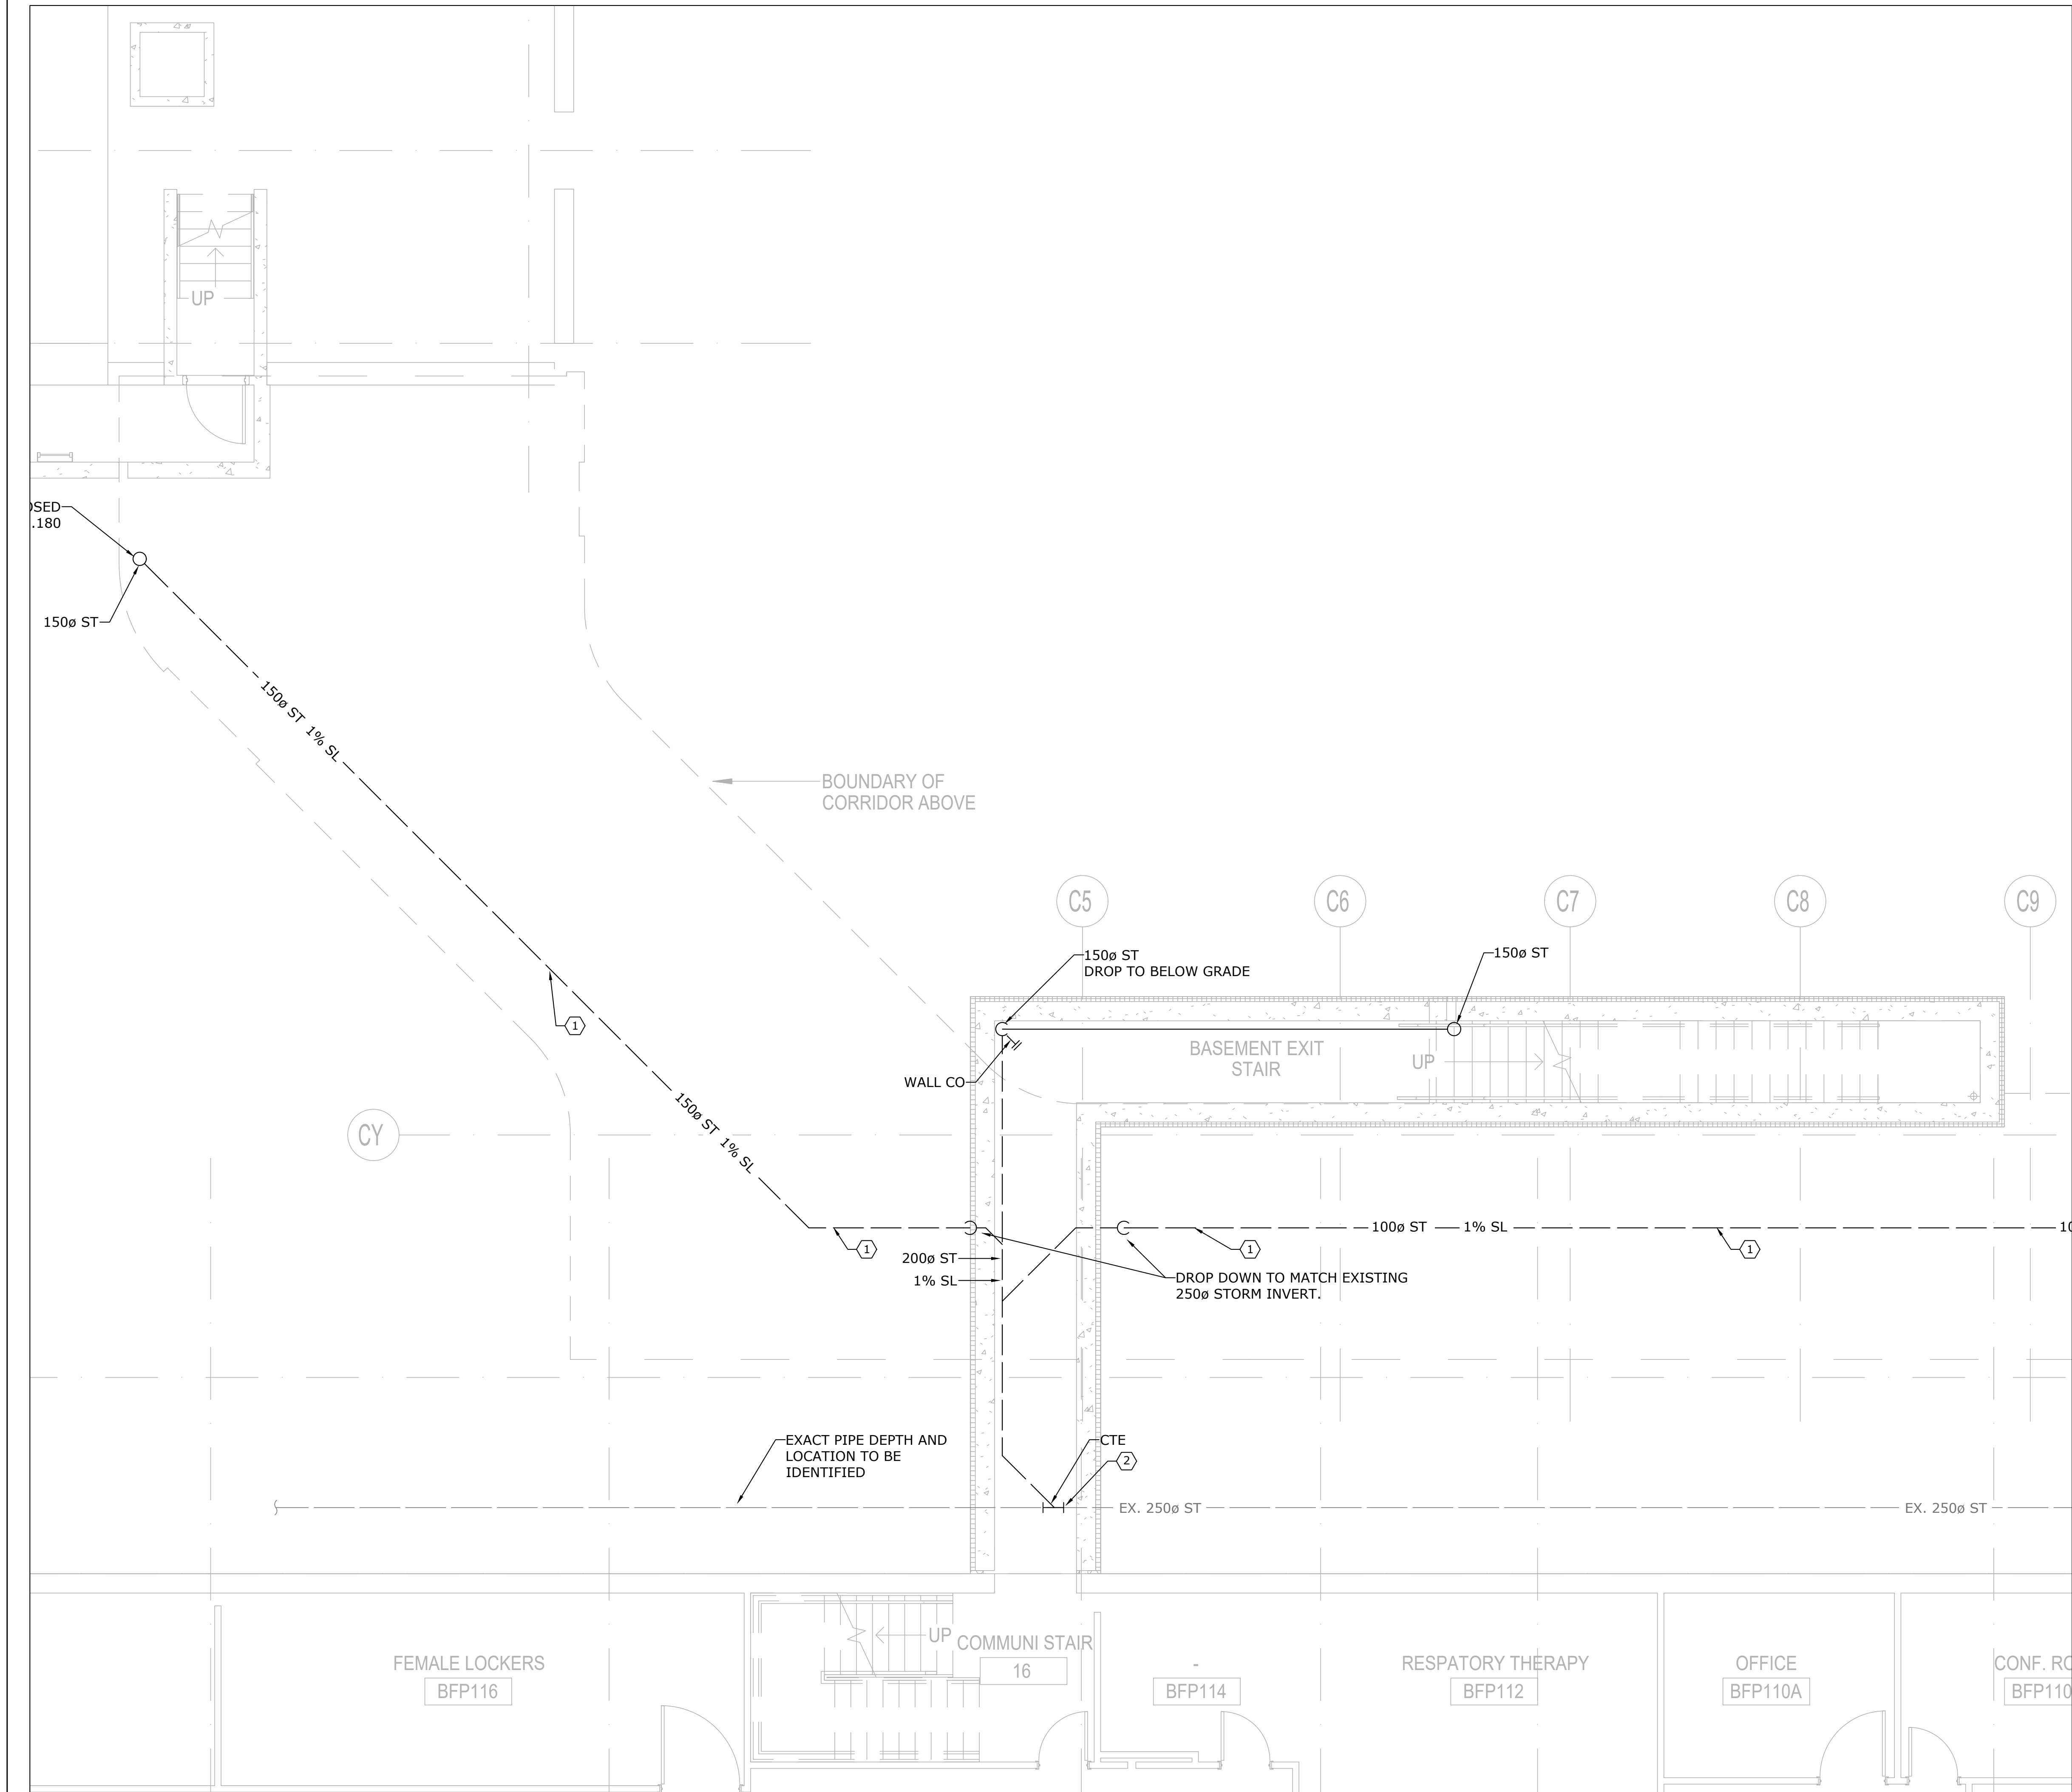 UP
.180
150ø ST
150ø ST 1% SL
BOUNDARY OF
CORRIDOR ABOVE
C5
C6
C7
C8
C9
150ø ST
DROP TO BELOW GRADE
150ø ST
1
BASEMENT EXIT
STAIR
UP
WALL CO
CY
150ø ST 1% SL
100ø ST
1% SL
1
1
1
200ø ST
1% SL
DROP DOWN TO MATCH EXISTING
250ø STORM INVERT.
EXACT PIPE DEPTH AND
LOCATION TO BE
IDENTIFIED
CTE
2
EX. 250ø ST
EX. 250ø ST
UP
COMMUNI STAIR
16
FEMALE LOCKERS
BFP116
-
BFP114
RESPATORY THERAPY
BFP112
OFFICE
BFP110A
CONF.
BFP110